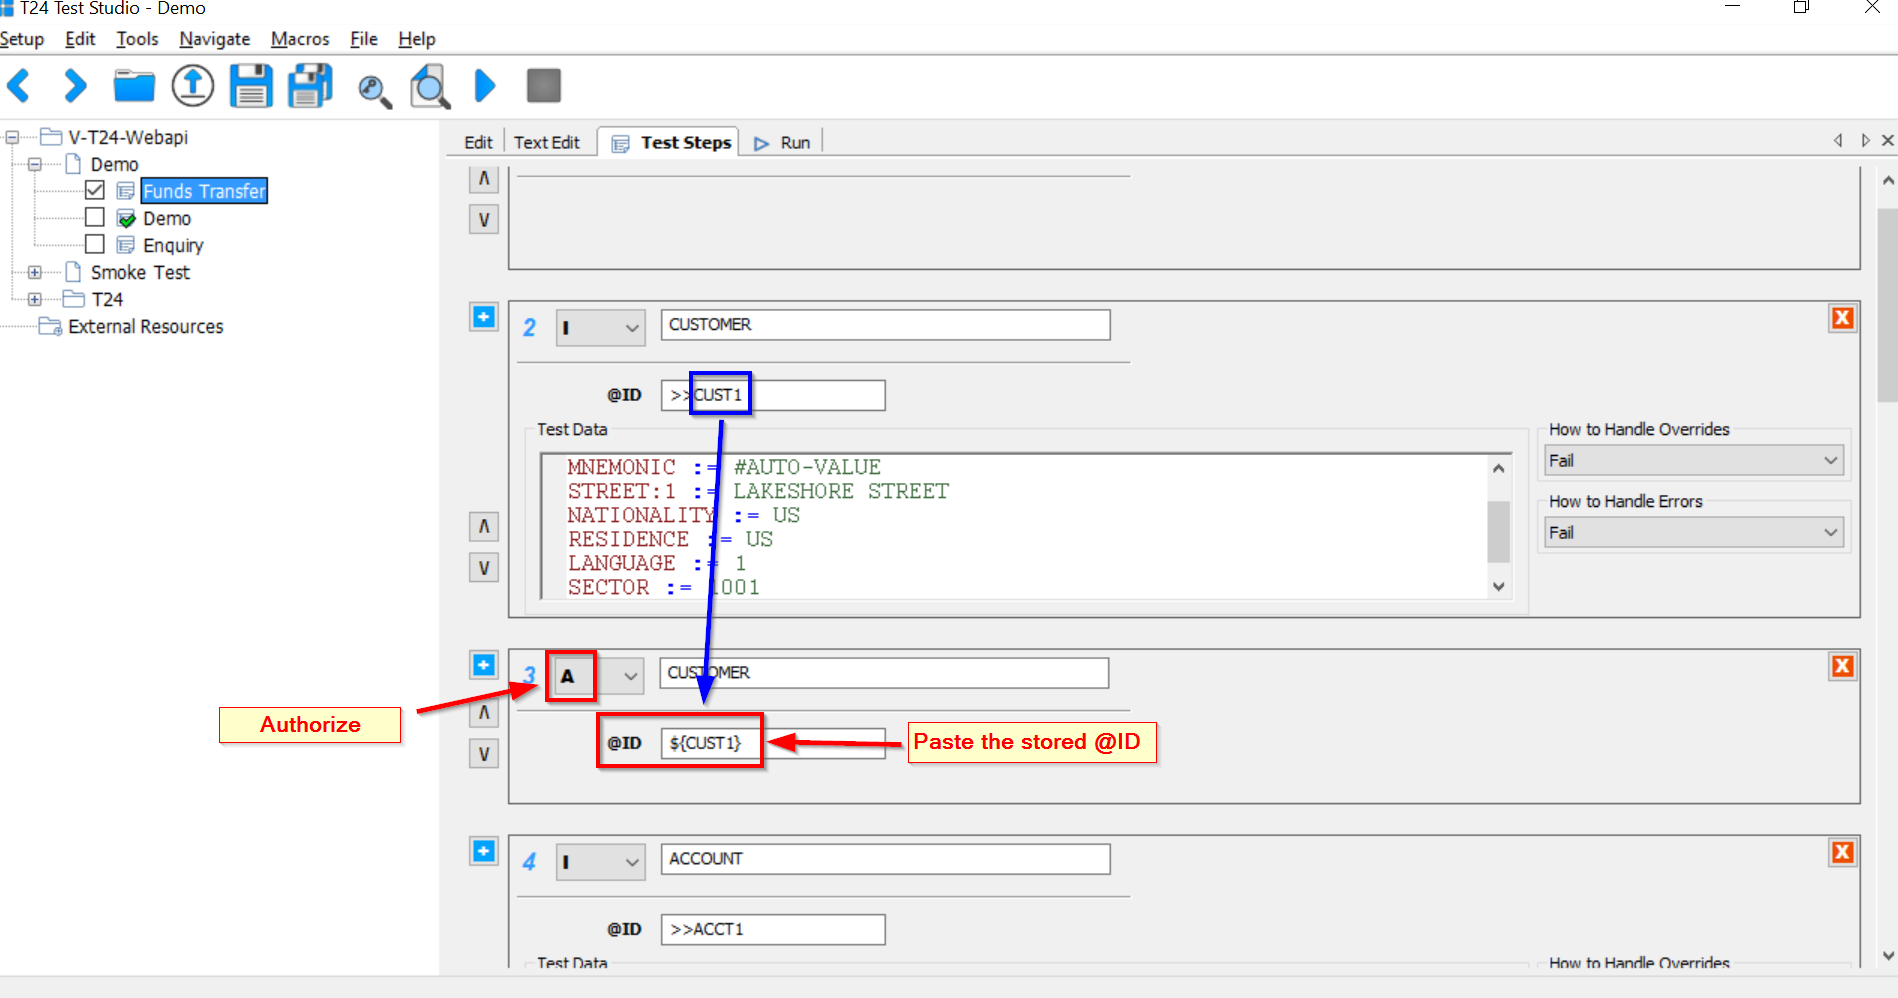 T24 Test Studio - Demo
Setup Edit Tools Navigate Macros File Help
V-T24-Webapi
Demo
Funds Transfer
Demo
Enquiry
Smoke Test
T24
External Resources
Edit Text Edit Test Steps Run
2 I CUSTOMER X
@ID >>CUST1
Test Data
MNEMONIC := #AUTO-VALUE
STREET:1 := LAKESHORE STREET
NATIONALITY := US
RESIDENCE := US
LANGUAGE := 1
SECTOR := 1001
How to Handle Overrides
Fail
How to Handle Errors
Fail
3 A CUSTOMER X
Authorize
@ID ${CUST1}
Paste the stored @ID
4 I ACCOUNT X
@ID >>ACCT1
Test Data
How to Handle Overrides